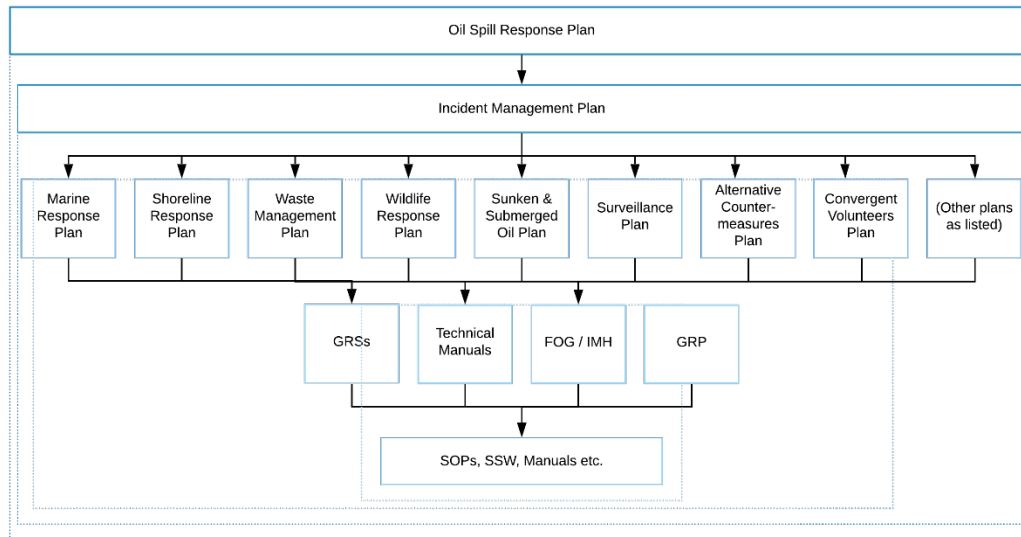 Oil Spill Response Plan
Incident Management Plan
Marine
Response
Plan
Shoreline
Response
Plan
Waste
Management
Plan
Wildlife
Response
Plan
Sunken &
Submerged
Oil Plan
Surveillance
Plan
Alternative
Counter-
measures
Plan
Convergent
Volunteers
Plan
(Other plans
as listed)
GRSs
Technical
Manuals
FOG / IMH
GRP
SOPs, SSW, Manuals etc.